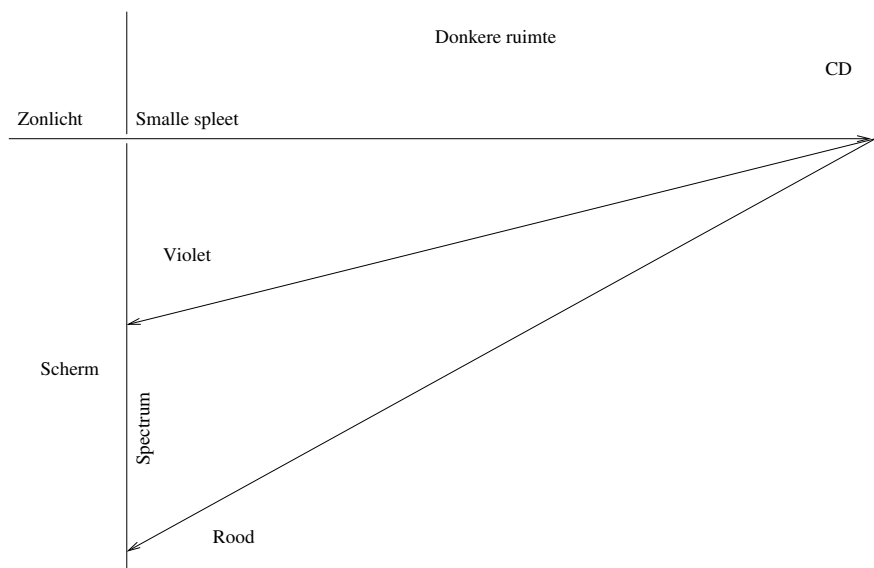 Donkere ruimte
CD
Zonlicht
Smalle spleet
Violet
Scherm
Spectrum
Rood